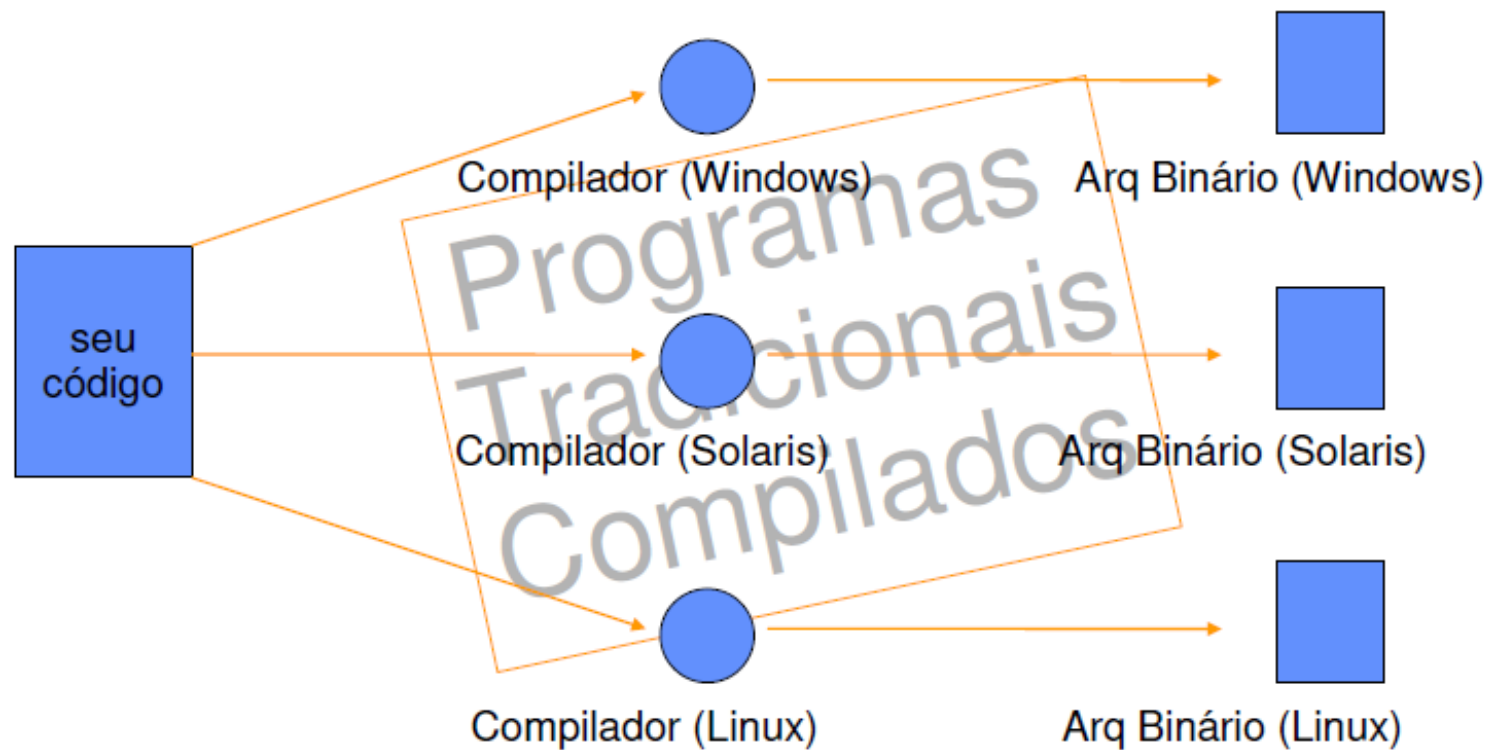 Compilador (Windows)
Arq Binário (Windows)
Programas
Tradicionais
Compilados
seu
código
Compilador (Solaris)
Arq Binário (Solaris)
Compilador (Linux)
Arq Binário (Linux)